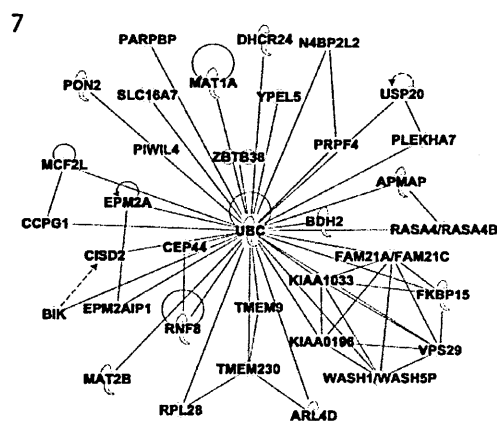 7
PARPBP
DHCR24
N4BP2L2
PON2
MAT1A
SLC16A7
YPEL5
USP20
PIWIL4
ZBTB38
PRPF4
PLEKHA7
MCF2L
EPM2A
APMAP
CCPG1
UBC
BDH2
RASA4/RASA4B
CISD2
CEP44
FAM21A/FAM21C
KIAA1033
FKBP15
BIK
EPM2AIP1
RNF8
TMEM9
KIAA0196
VPS29
MAT2B
TMEM230
WASH1/WASH5P
RPL28
ARL4D